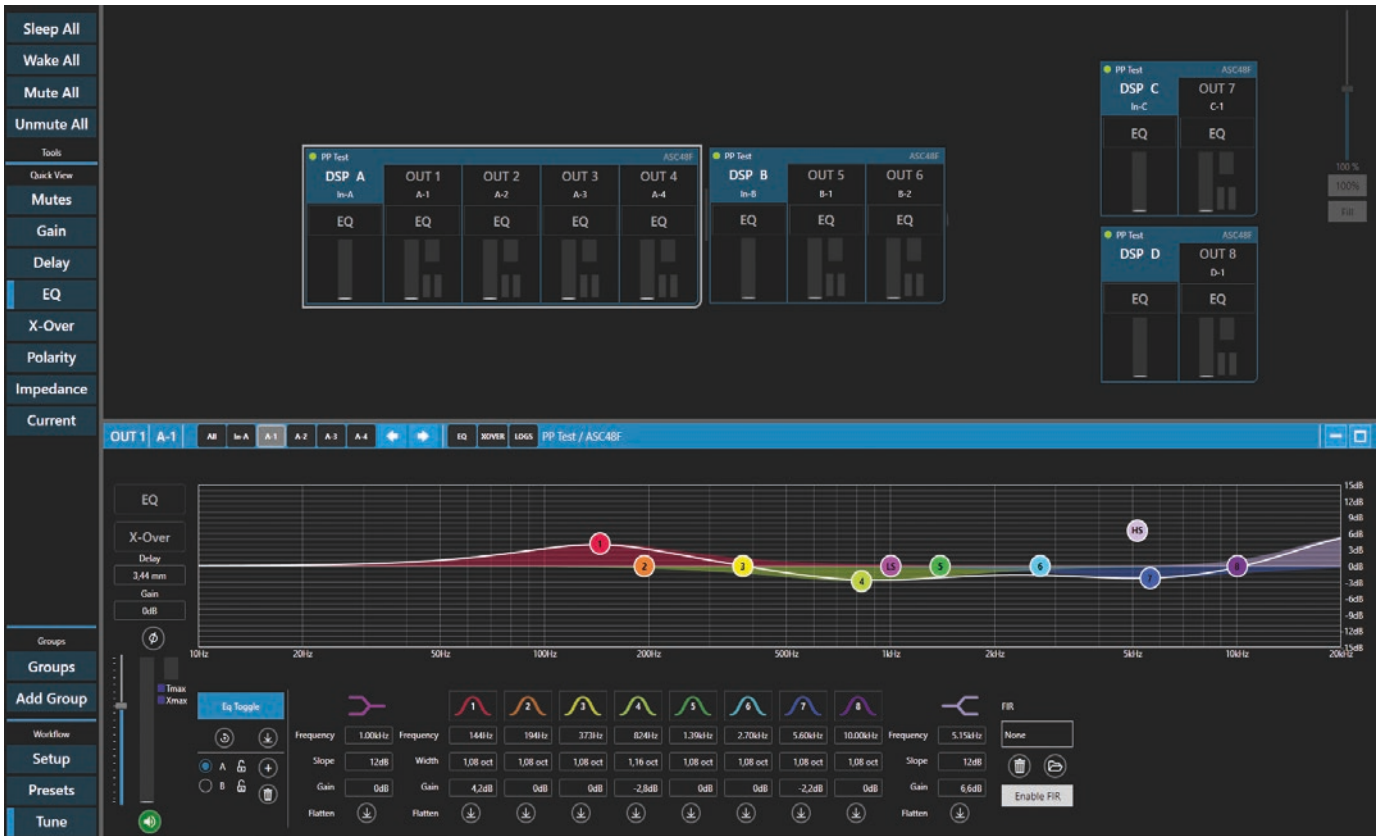 Sleep All
Wake All
Mute All
Unmute All
Tools
Quick View
Mutes
Gain
Delay
EQ
X-Over
Polarity
Impedance
Current
Groups
Groups
Add Group
Workflow
Setup
Presets
Tune
PP Test ASC48F
DSP A OUT 1 OUT 2 OUT 3 OUT 4
In-A A-1 A-2 A-3 A-4
EQ EQ EQ EQ EQ
PP Test ASC48F
DSP B OUT 5 OUT 6
In-B B-1 B-2
EQ EQ EQ
PP Test ASC48F
DSP C OUT 7
In-C C-1
EQ EQ
PP Test ASC48F
DSP D OUT 8
D-1
EQ EQ
100 %
100%
Fill
OUT 1 A-1 All In-A A-1 A-2 A-3 A-4 EQ XOVER LOGS PP Test / ASC48F
EQ
X-Over
Delay
3,44 mm
Gain
0dB
15dB
12dB
9dB
6dB
3dB
0dB
-3dB
-6dB
-9dB
-12dB
-15dB
1 2 3 4 LS 5 6 HS 7 8
10Hz 20Hz 50Hz 100Hz 200Hz 500Hz 1kHz 2kHz 5kHz 10kHz 20kHz
Tmax
Xmax
Eq Toggle
A
B
1 2 3 4 5 6 7 8 FIR
Frequency 1.00kHz Frequency 144Hz 194Hz 373Hz 824Hz 1.39kHz 2.70kHz 5.60kHz 10.00kHz Frequency 5.15kHz None
Slope 12dB Width 1,08 oct 1,08 oct 1,08 oct 1,16 oct 1,08 oct 1,08 oct 1,08 oct 1,08 oct Slope 12dB
Gain 0dB Gain 4,2dB 0dB 0dB -2,8dB 0dB 0dB -2,2dB 0dB Gain 6,6dB Enable FIR
Flatten Flatten Flatten